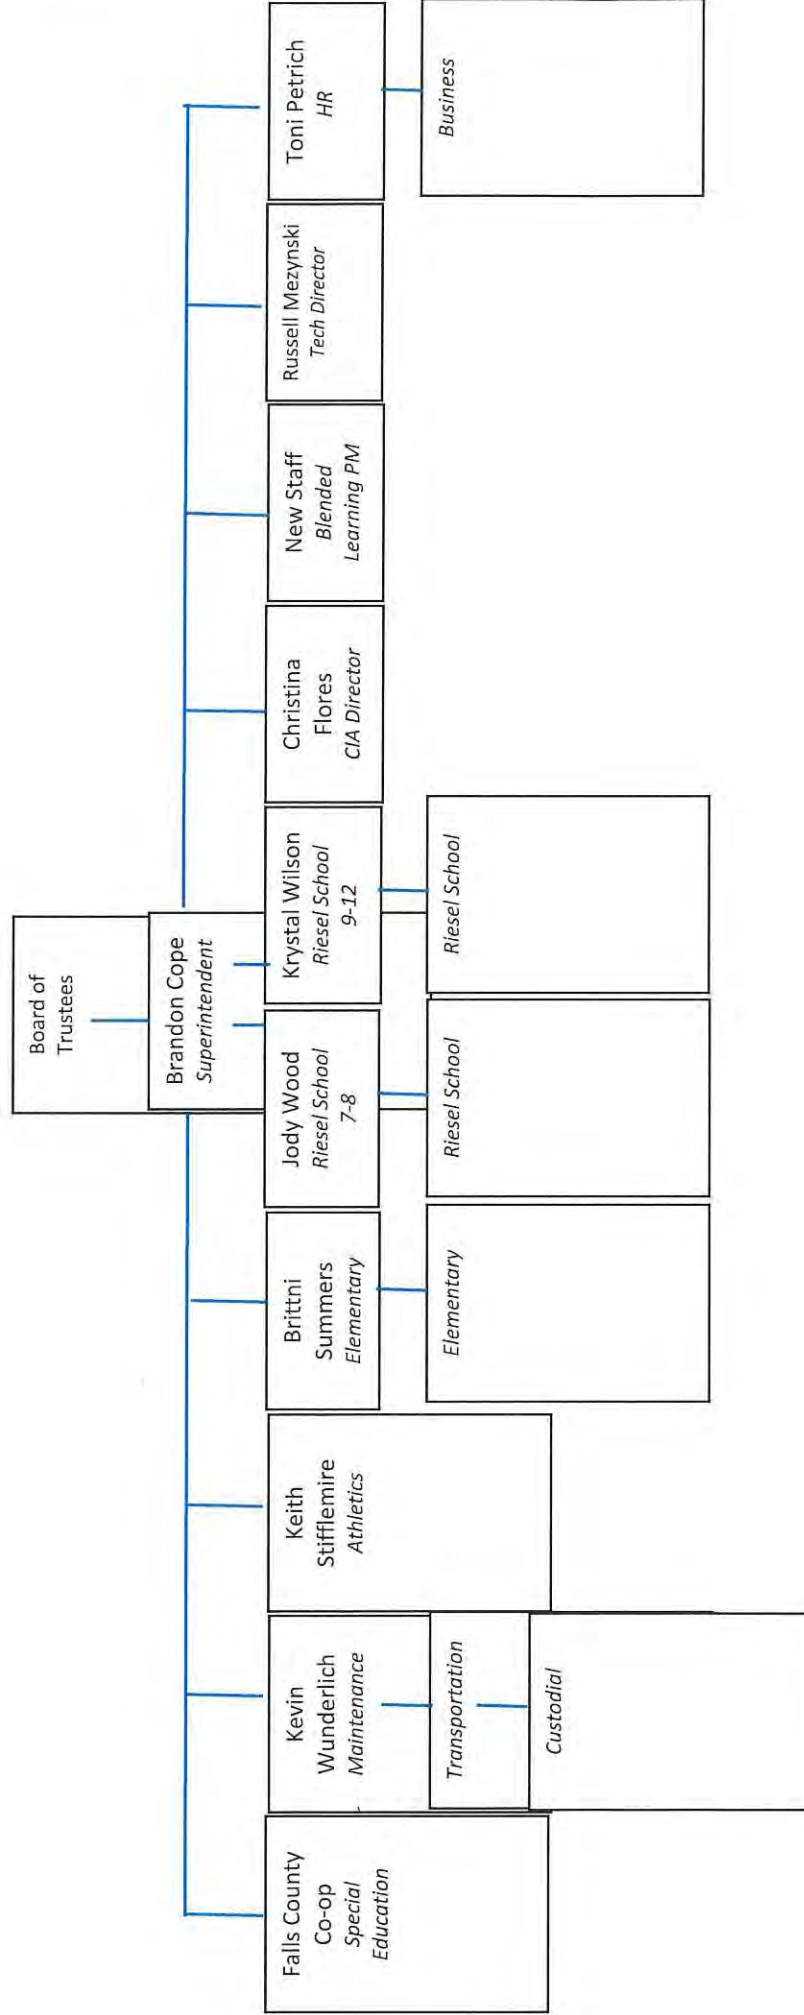 Board of
Trustees
Brandon Cope
Superintendent
Falls County
Co-op
Special
Education
Kevin
Wunderlich
Maintenance
Keith
Stifflemire
Athletics
Brittni
Summers
Elementary
Jody Wood
Riesel School
7-8
Krystal Wilson
Riesel School
9-12
Christina
Flores
CIA Director
New Staff
Blended
Learning PM
Russell Mezynski
Tech Director
Toni Petrich
HR
Transportation
Custodial
Elementary
Riesel School
Riesel School
Business